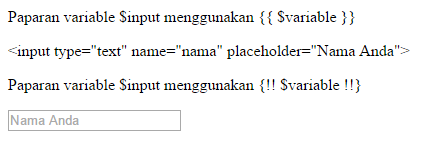 Paparan variable $input menggunakan {{ $variable }}
<input type="text" name="nama" placeholder="Nama Anda">
Paparan variable $input menggunakan {!! $variable !!}
Nama Anda